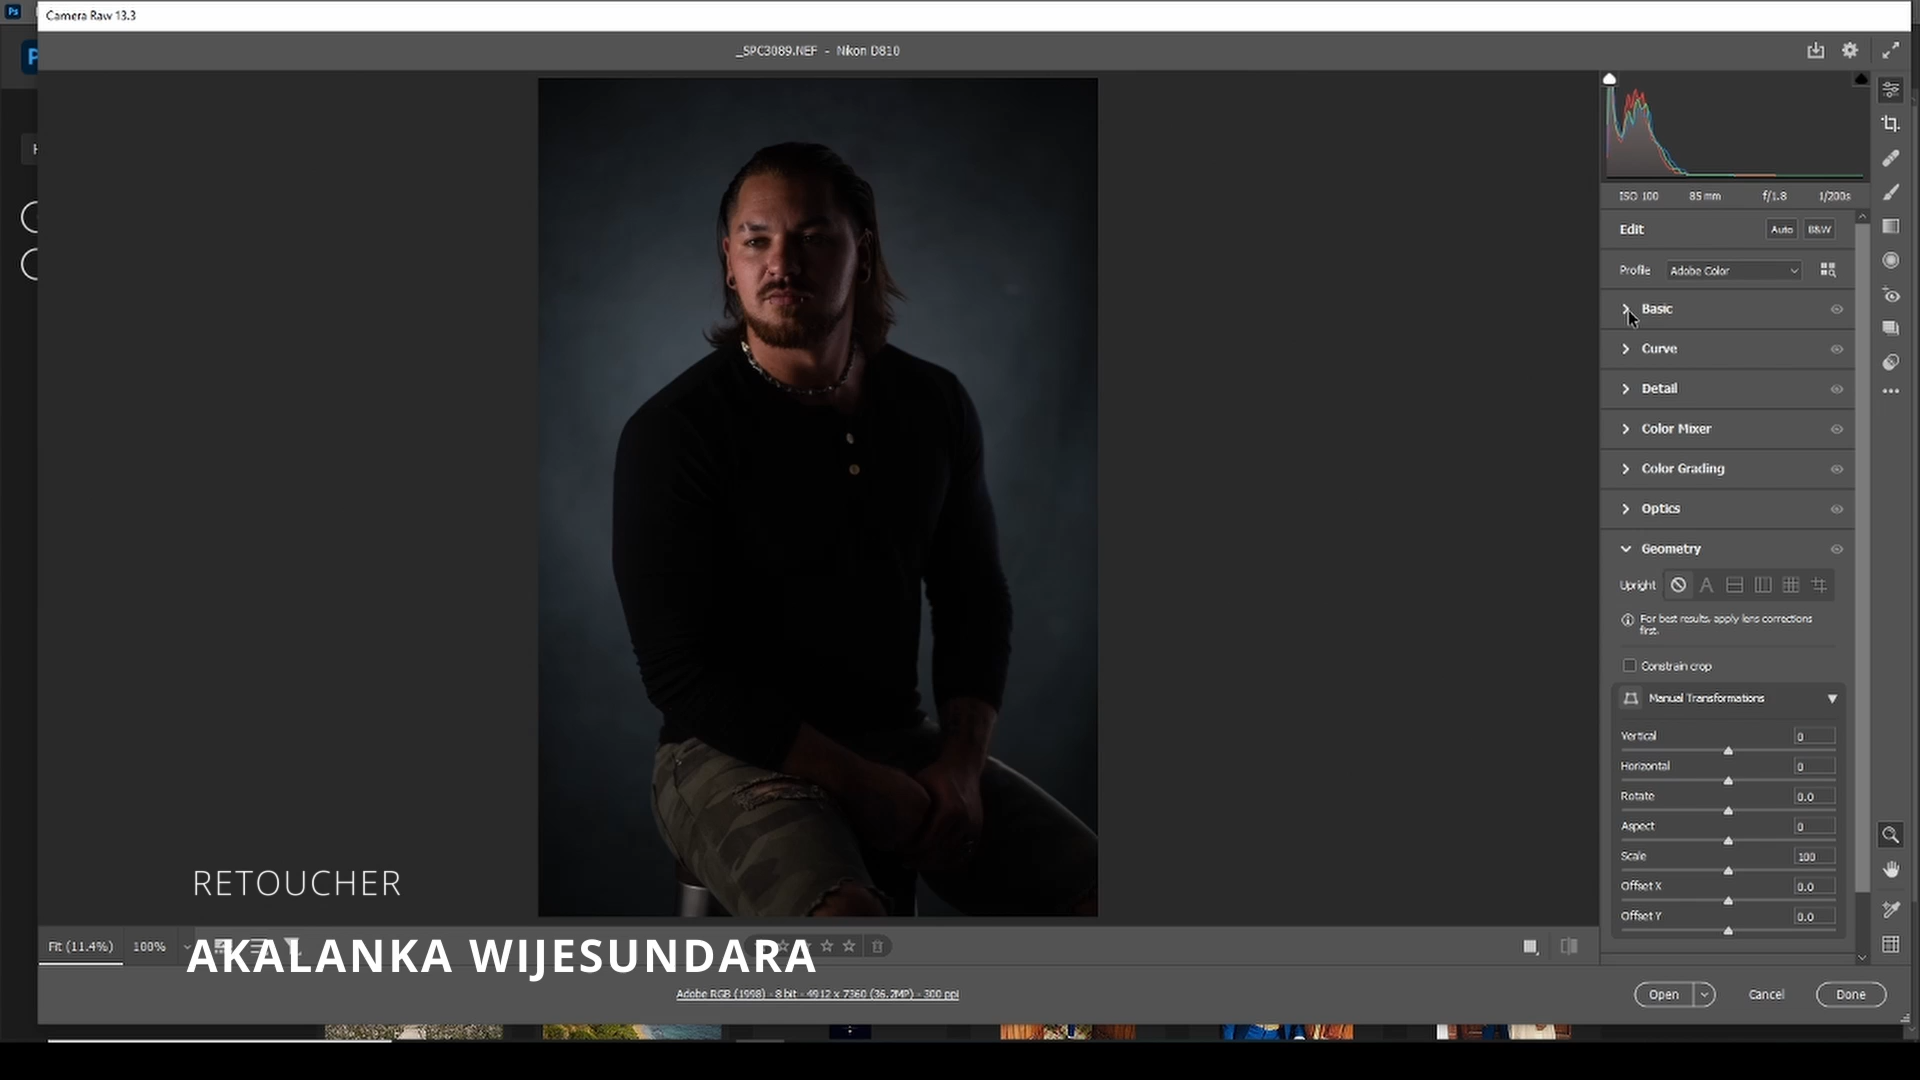 Ps
Camera Raw 13.3
_SPC3089.NEF - Nikon D810
P
H
ISO 100 85 mm f/1.8 1/200s
Edit Auto B&W
Profile Adobe Color
Basic
Curve
Detail
Color Mixer
Color Grading
Optics
Geometry
Upright A
For best results, apply lens corrections
first.
Constrain crop
Manual Transformations
Vertical 0
Horizontal 0
Rotate 0.0
Aspect 0
Scale 100
Offset X 0.0
Offset Y 0.0
RETOUCHER
Fit (11.4%) 100%
AKALANKA WIJESUNDARA
Adobe RGB (1998) - 8 bit - 4912 x 7360 (36.2MP) - 300 ppi
Open Cancel Done